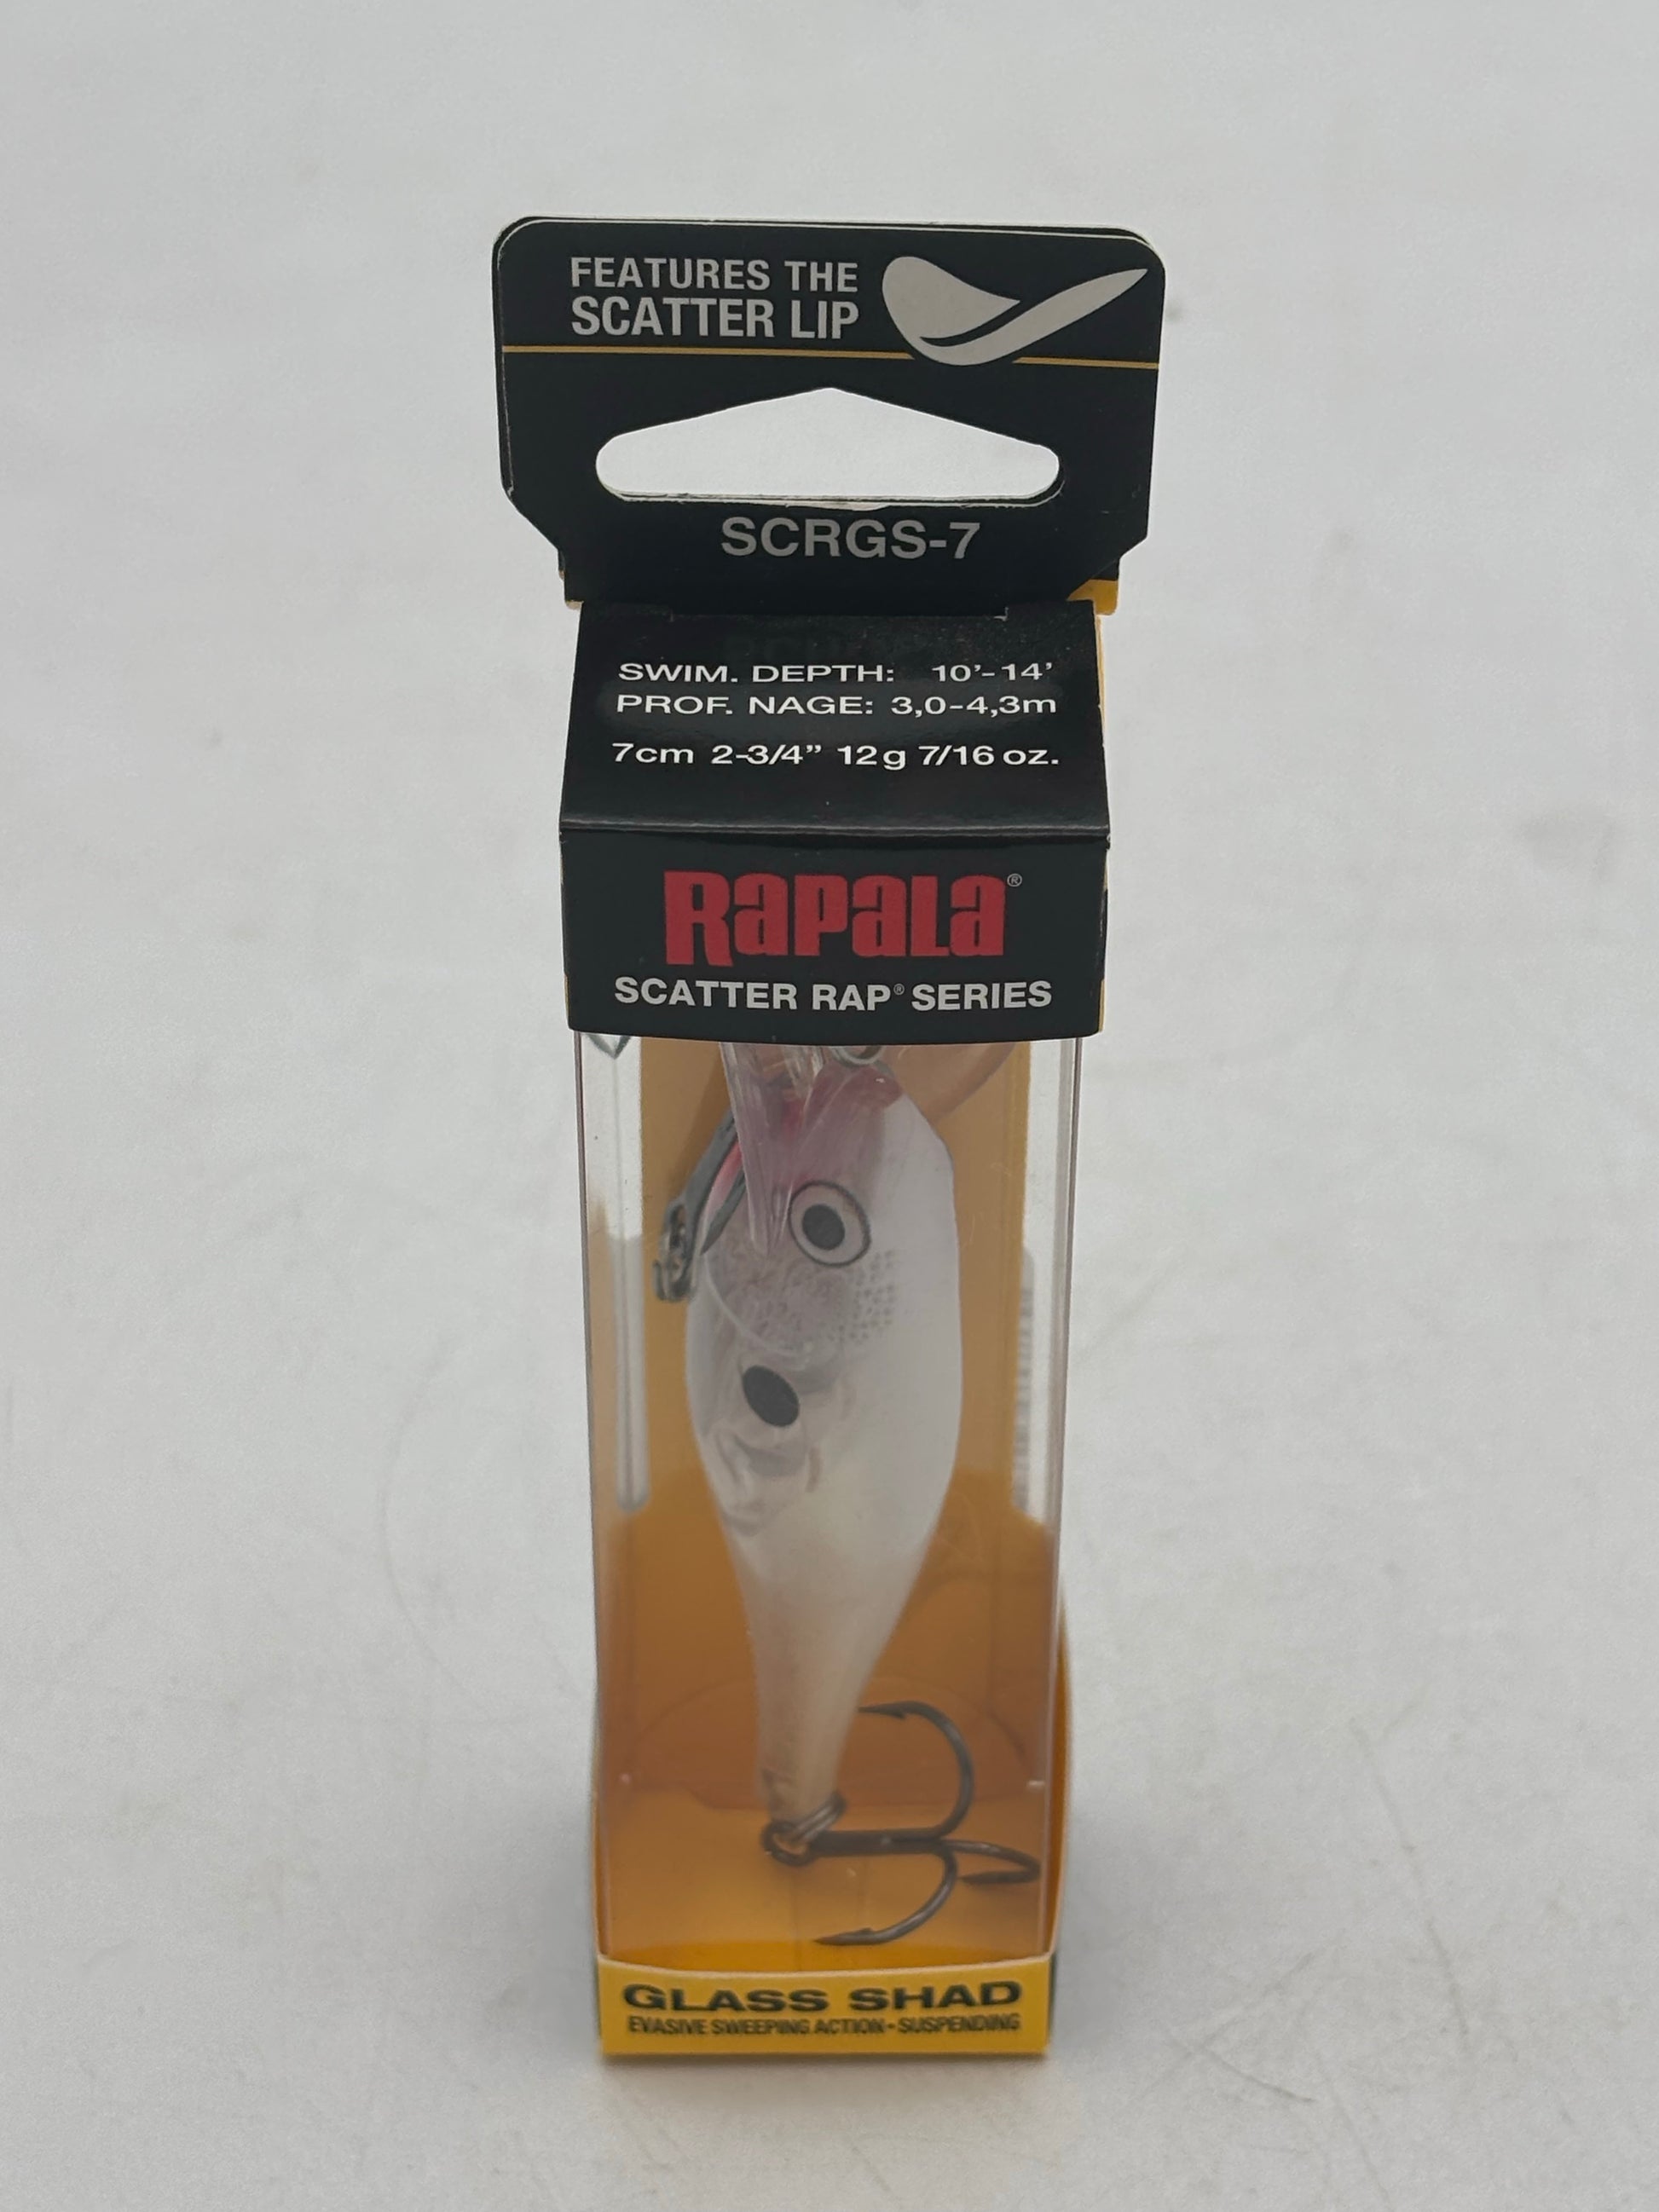 FEATURES THE
SCATTER LIP
SCRGS-7
SWIM. DEPTH: 10'-14'
PROF. NAGE: 3,0-4,3m
7cm 2-3/4" 12g 7/16 oz.
Rapala®
SCATTER RAP® SERIES
GLASS SHAD
EVASIVE SWEEPING ACTION - SUSPENDING